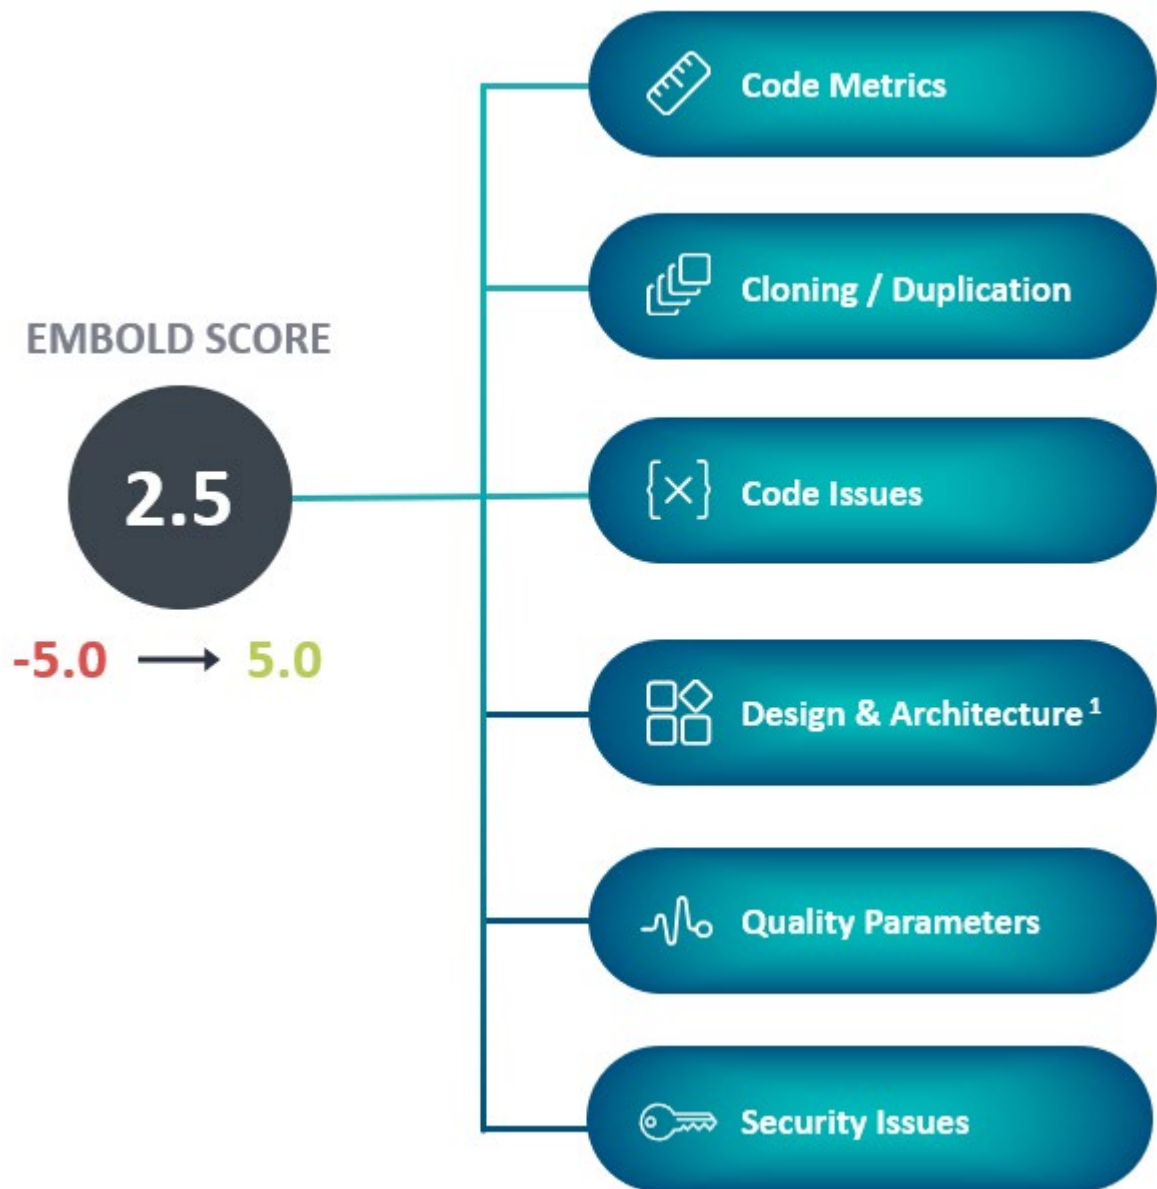 EMBOLD SCORE
2.5
-5.0 → 5.0
Code Metrics
Cloning / Duplication
Code Issues
Design & Architecture ¹
Quality Parameters
Security Issues